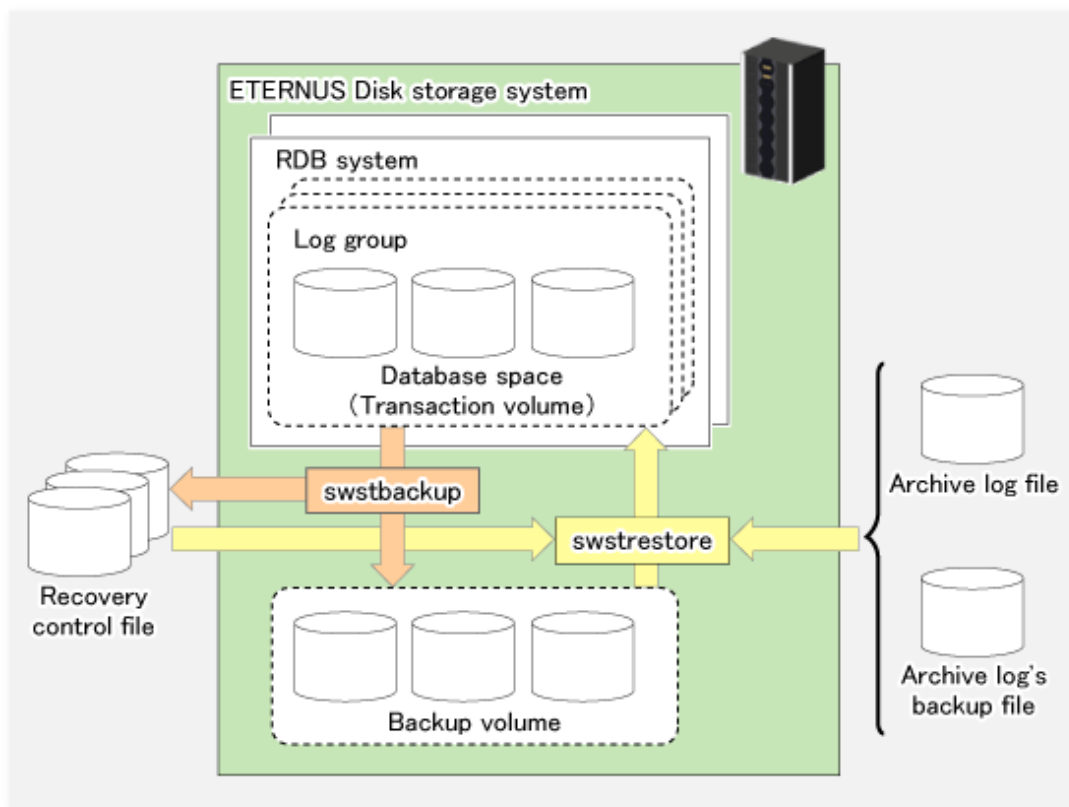 ETERNUS Disk storage system
RDB system
Log group
Database space
(Transaction volume)
swstbackup
swstrestore
Recovery
control file
Backup volume
Archive log file
Archive log's
backup file